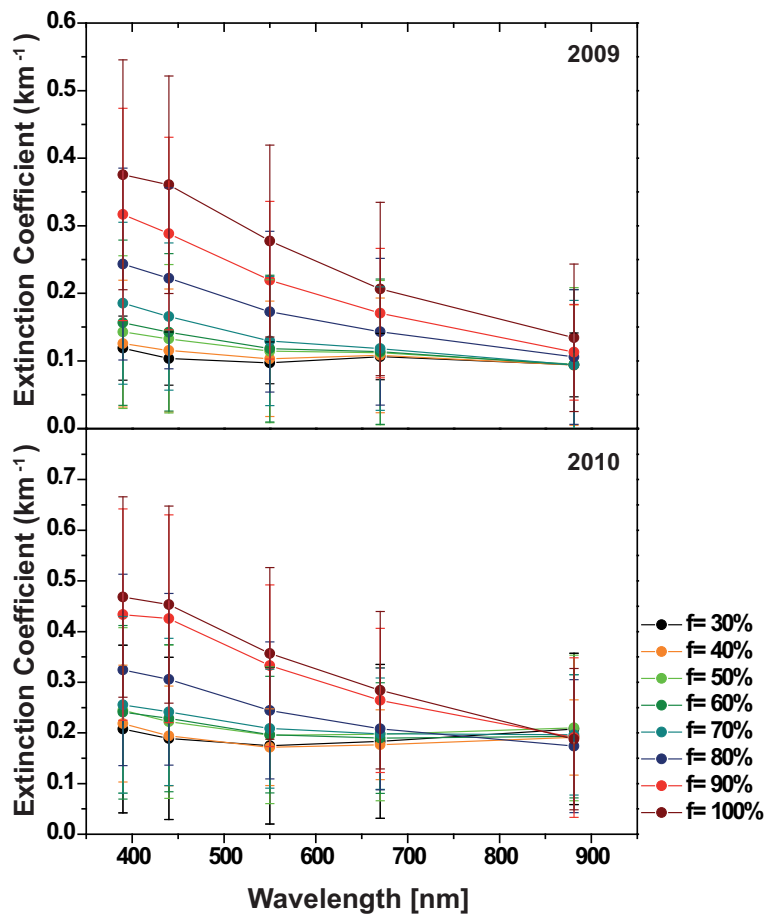 0.6
0.5
0.4
0.3
0.2
0.1
0.0
Extinction Coefficient (km⁻¹)
2009
0.7
0.6
0.5
0.4
0.3
0.2
0.1
0.0
Extinction Coefficient (km⁻¹)
2010
400 500 600 700 800 900
Wavelength [nm]
f= 30%
f= 40%
f= 50%
f= 60%
f= 70%
f= 80%
f= 90%
f= 100%